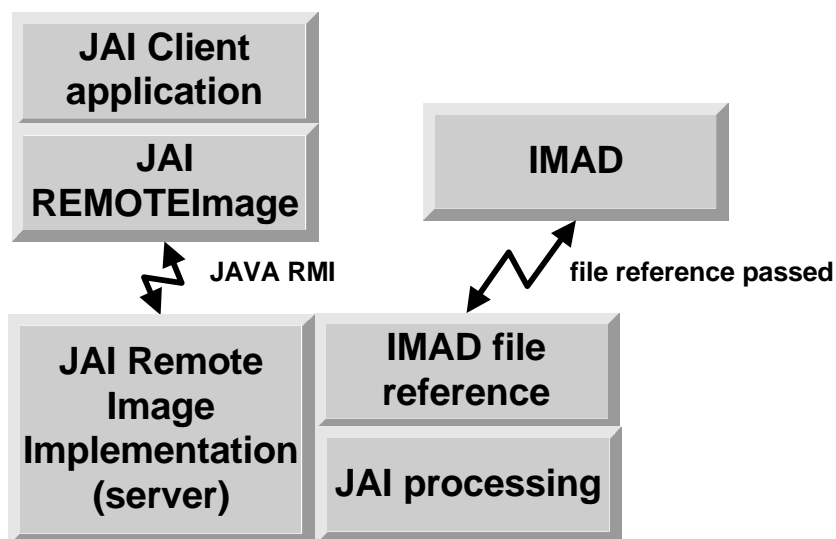 JAI Client
application
JAI
REMOTEImage
IMAD
JAVA RMI
file reference passed
JAI Remote
Image
Implementation
(server)
IMAD file
reference
JAI processing